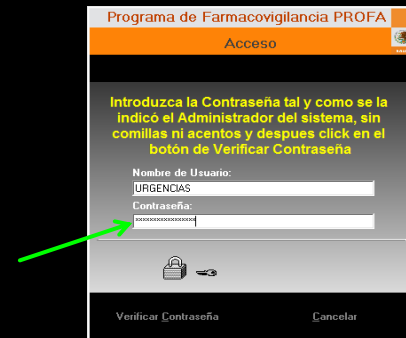 Programa de Farmacovigilancia PROFA
Acceso
Introduzca la Contraseña tal y como se la
indicó el Administrador del sistema, sin
comillas ni acentos y despues click en el
botón de Verificar Contraseña
Nombre de Usuario:
URGENCIAS
Contraseña:
Verificar Contraseña
Cancelar